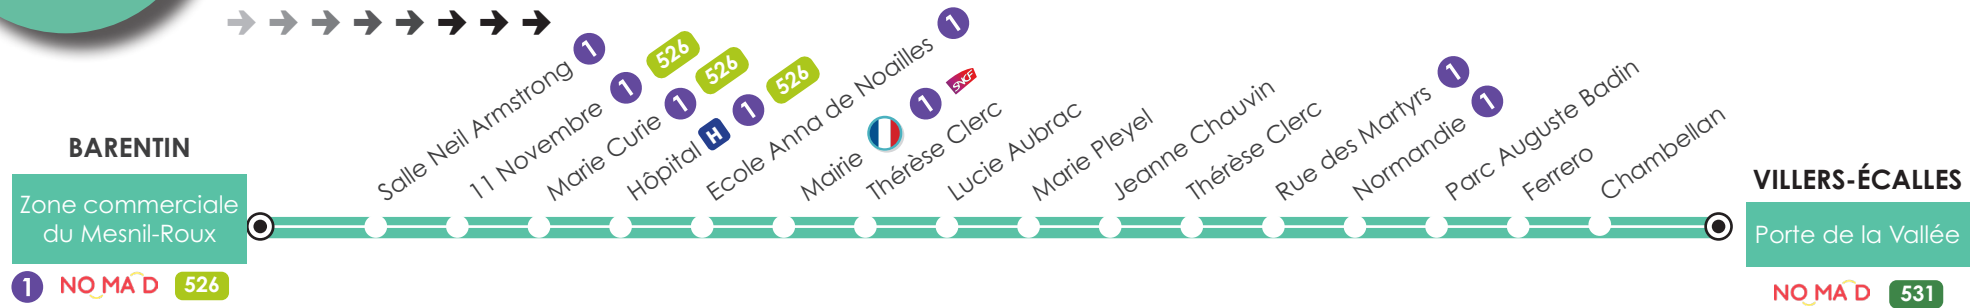 BARENTIN
Zone commerciale
du Mesnil-Roux
1 NOMAD 526
Salle Neil Armstrong 1
11 Novembre 1 526
Marie Curie 1 526
Hôpital H 1 526
Ecole Anna de Noailles 1
Mairie 1 SNCF
Thérèse Clerc
Lucie Aubrac
Marie Pleyel
Jeanne Chauvin
Thérèse Clerc
Rue des Martyrs 1
Normandie 1
Parc Auguste Badin
Ferrero
Chambellan
VILLERS-ÉCALLES
Porte de la Vallée
NOMAD 531